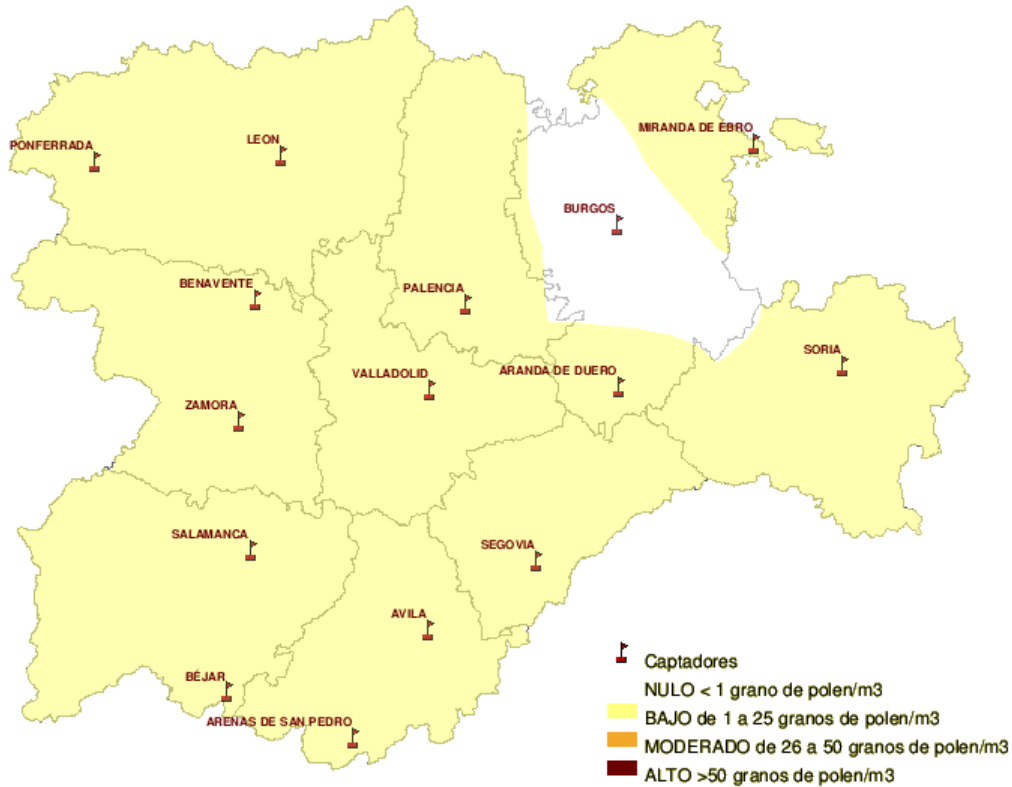 MIRANDA DE EBRO
PONFERRADA
LEON
BURGOS
BENAVENTE
PALENCIA
SORIA
VALLADOLID
ARANDA DE DUERO
ZAMORA
SALAMANCA
SEGOVIA
AVILA
BÉJAR
ARENAS DE SAN PEDRO
Captadores
NULO < 1 grano de polen/m3
BAJO de 1 a 25 granos de polen/m3
MODERADO de 26 a 50 granos de polen/m3
ALTO >50 granos de polen/m3